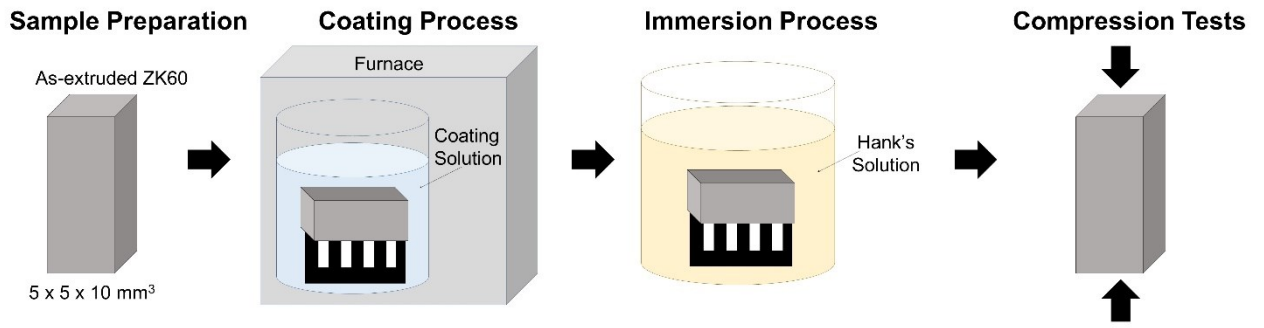 Sample Preparation
Coating Process
Immersion Process
Compression Tests
As-extruded ZK60
5 x 5 x 10 mm³
Furnace
Coating
Solution
Hank's
Solution